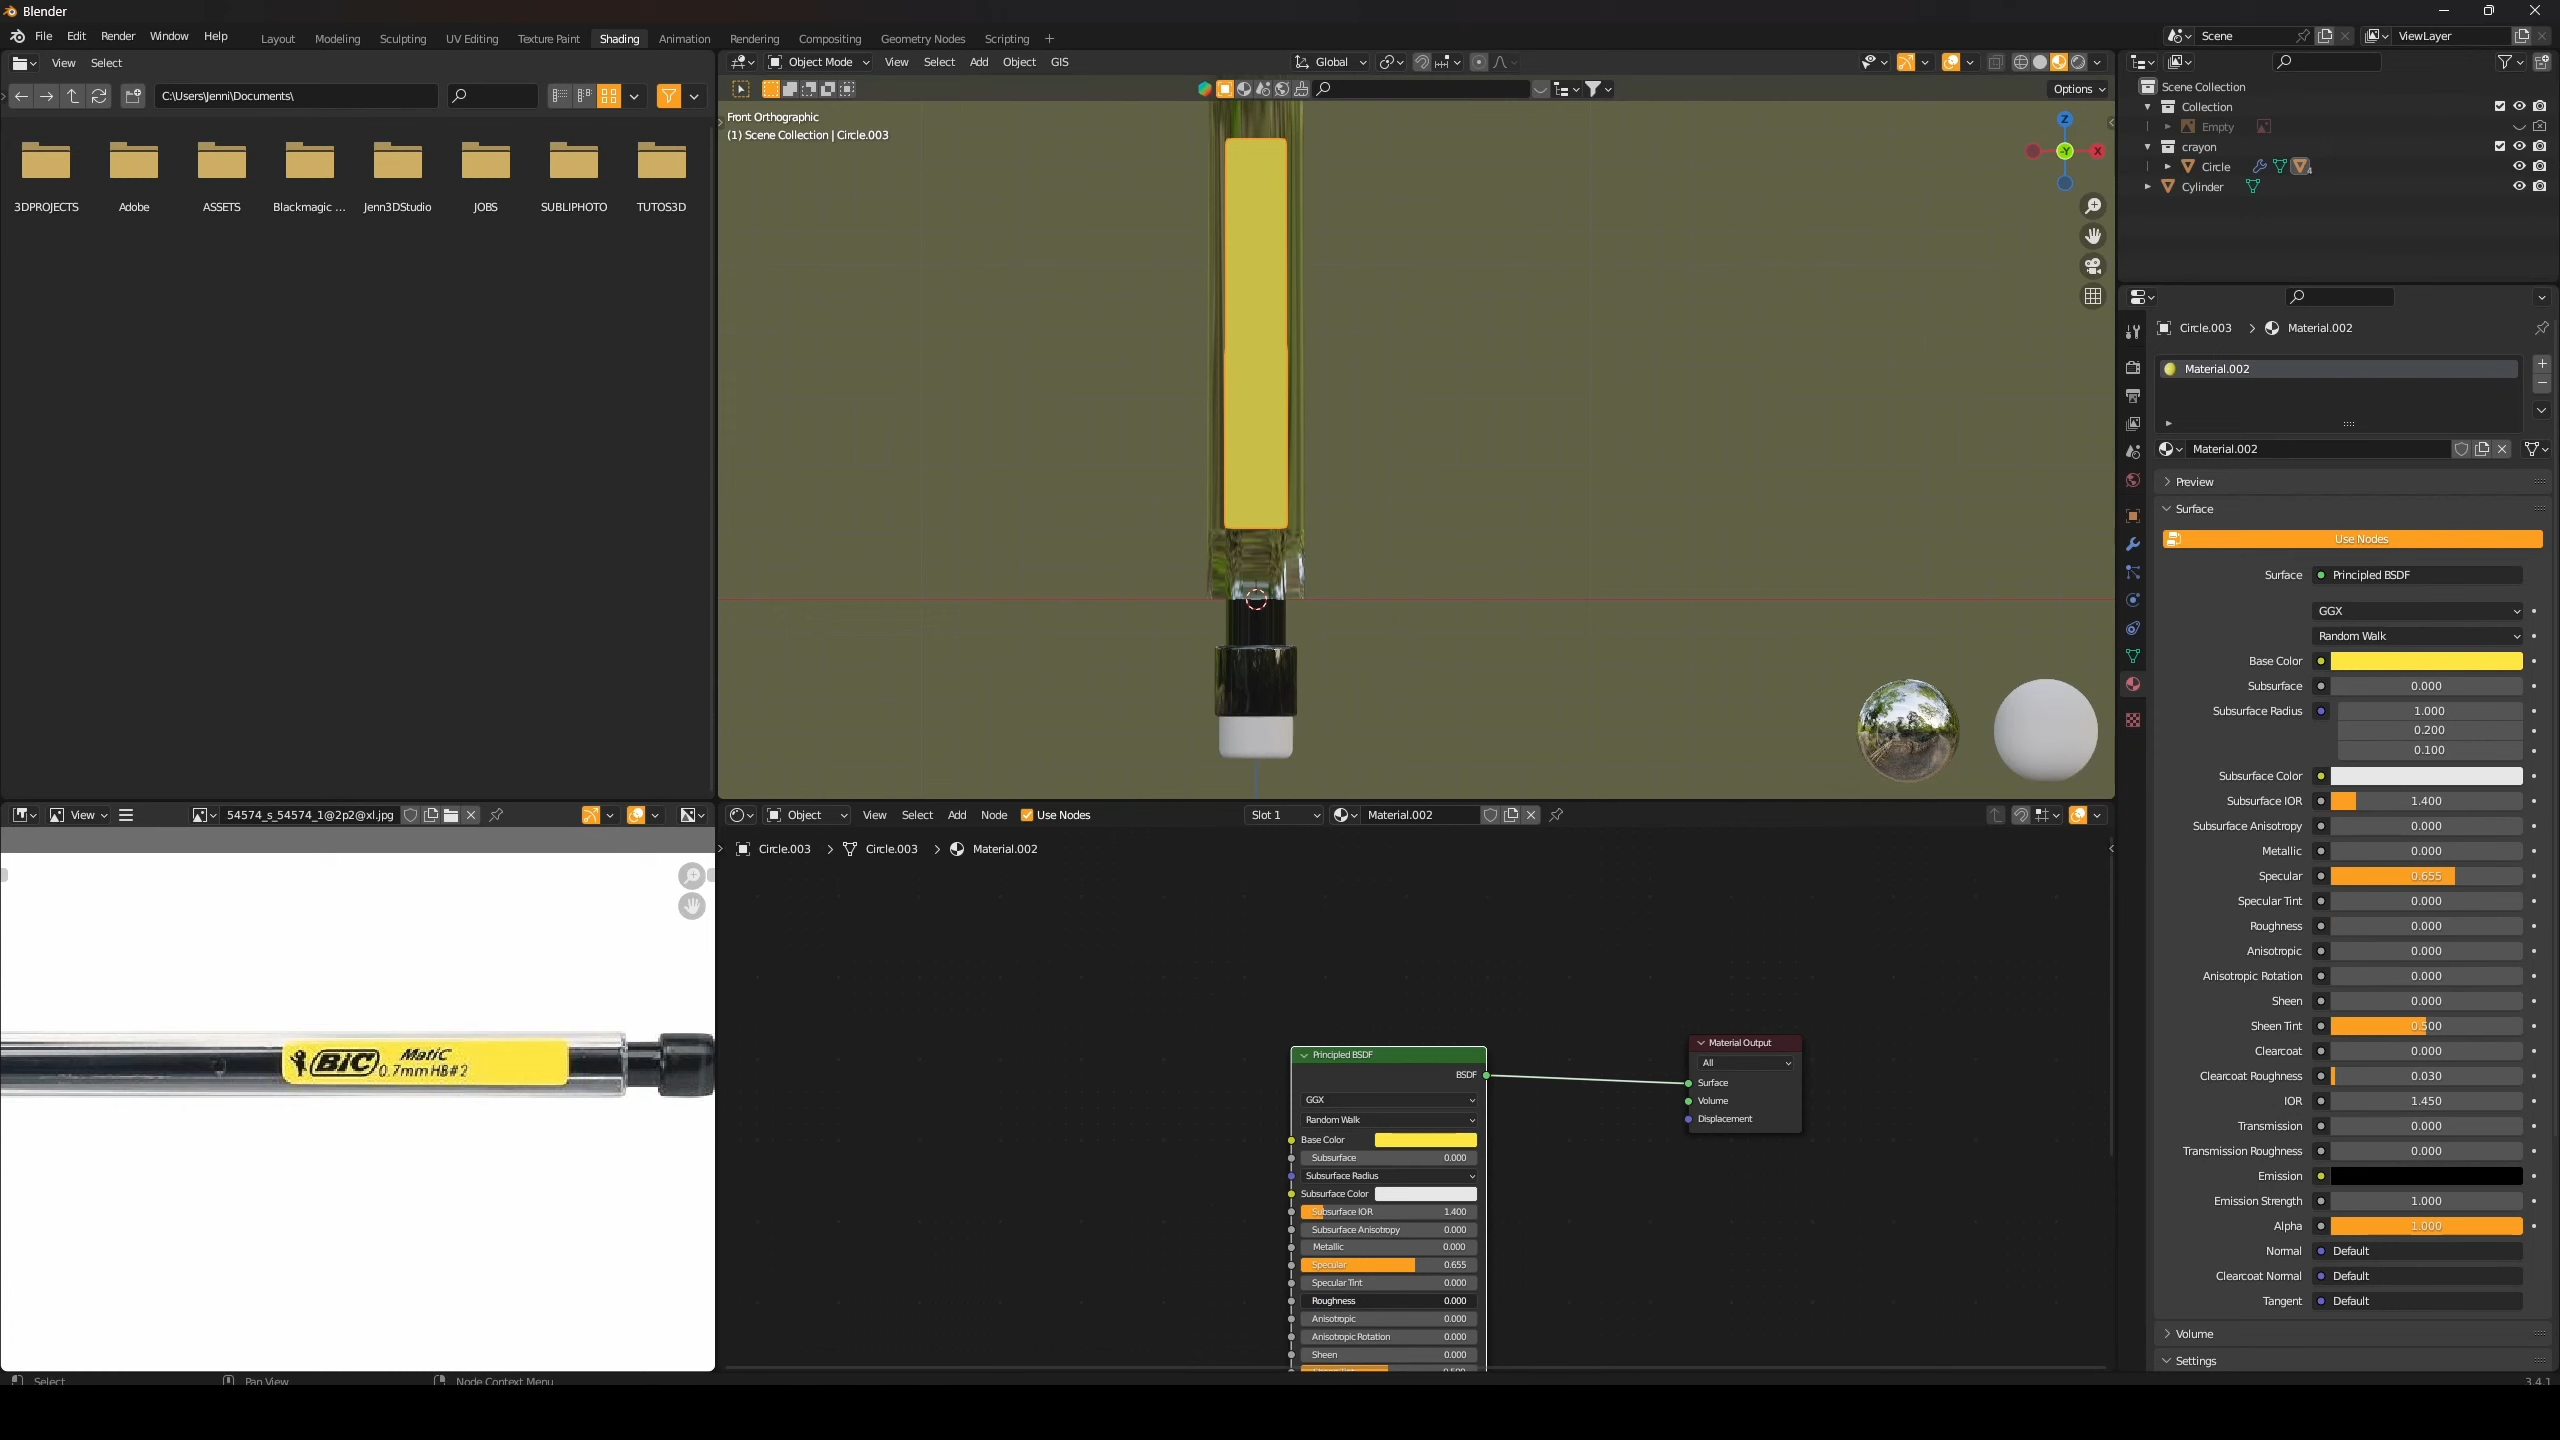 Blender
File Edit Render Window Help Layout Modeling Sculpting UV Editing Texture Paint Shading Animation Rendering Compositing Geometry Nodes Scripting + Scene ViewLayer
View Select
C:\Users\Jenni\Documents\
3DPROJECTS Adobe ASSETS Blackmagic ... Jenn3DStudio JOBS SUBLIPHOTO TUTOS3D
Object Mode View Select Add Object GIS Global
Options
Front Orthographic
(1) Scene Collection | Circle.003
Z
-Y X
Scene Collection
Collection
Empty
crayon
Circle 4
Cylinder
Circle.003 > Material.002
Material.002
Material.002
Preview
Surface
Use Nodes
Surface Principled BSDF
GGX
Random Walk
Base Color
Subsurface 0.000
Subsurface Radius 1.000
0.200
0.100
Subsurface Color
Subsurface IOR 1.400
Subsurface Anisotropy 0.000
Metallic 0.000
Specular 0.655
Specular Tint 0.000
Roughness 0.000
Anisotropic 0.000
Anisotropic Rotation 0.000
Sheen 0.000
Sheen Tint 0.500
Clearcoat 0.000
Clearcoat Roughness 0.030
IOR 1.450
Transmission 0.000
Transmission Roughness 0.000
Emission
Emission Strength 1.000
Alpha 1.000
Normal Default
Clearcoat Normal Default
Tangent Default
Volume
Settings
View 54574_s_54574_1@2p2@xl.jpg
BIC MatiC
0.7mm HB#2
Object View Select Add Node Use Nodes Slot 1 Material.002
Circle.003 > Circle.003 > Material.002
Principled BSDF
BSDF
GGX
Random Walk
Base Color
Subsurface 0.000
Subsurface Radius
Subsurface Color
Subsurface IOR 1.400
Subsurface Anisotropy 0.000
Metallic 0.000
Specular 0.655
Specular Tint 0.000
Roughness 0.000
Anisotropic 0.000
Anisotropic Rotation 0.000
Sheen 0.000
Material Output
All
Surface
Volume
Displacement
Select Pan View Node Context Menu 3.4.1